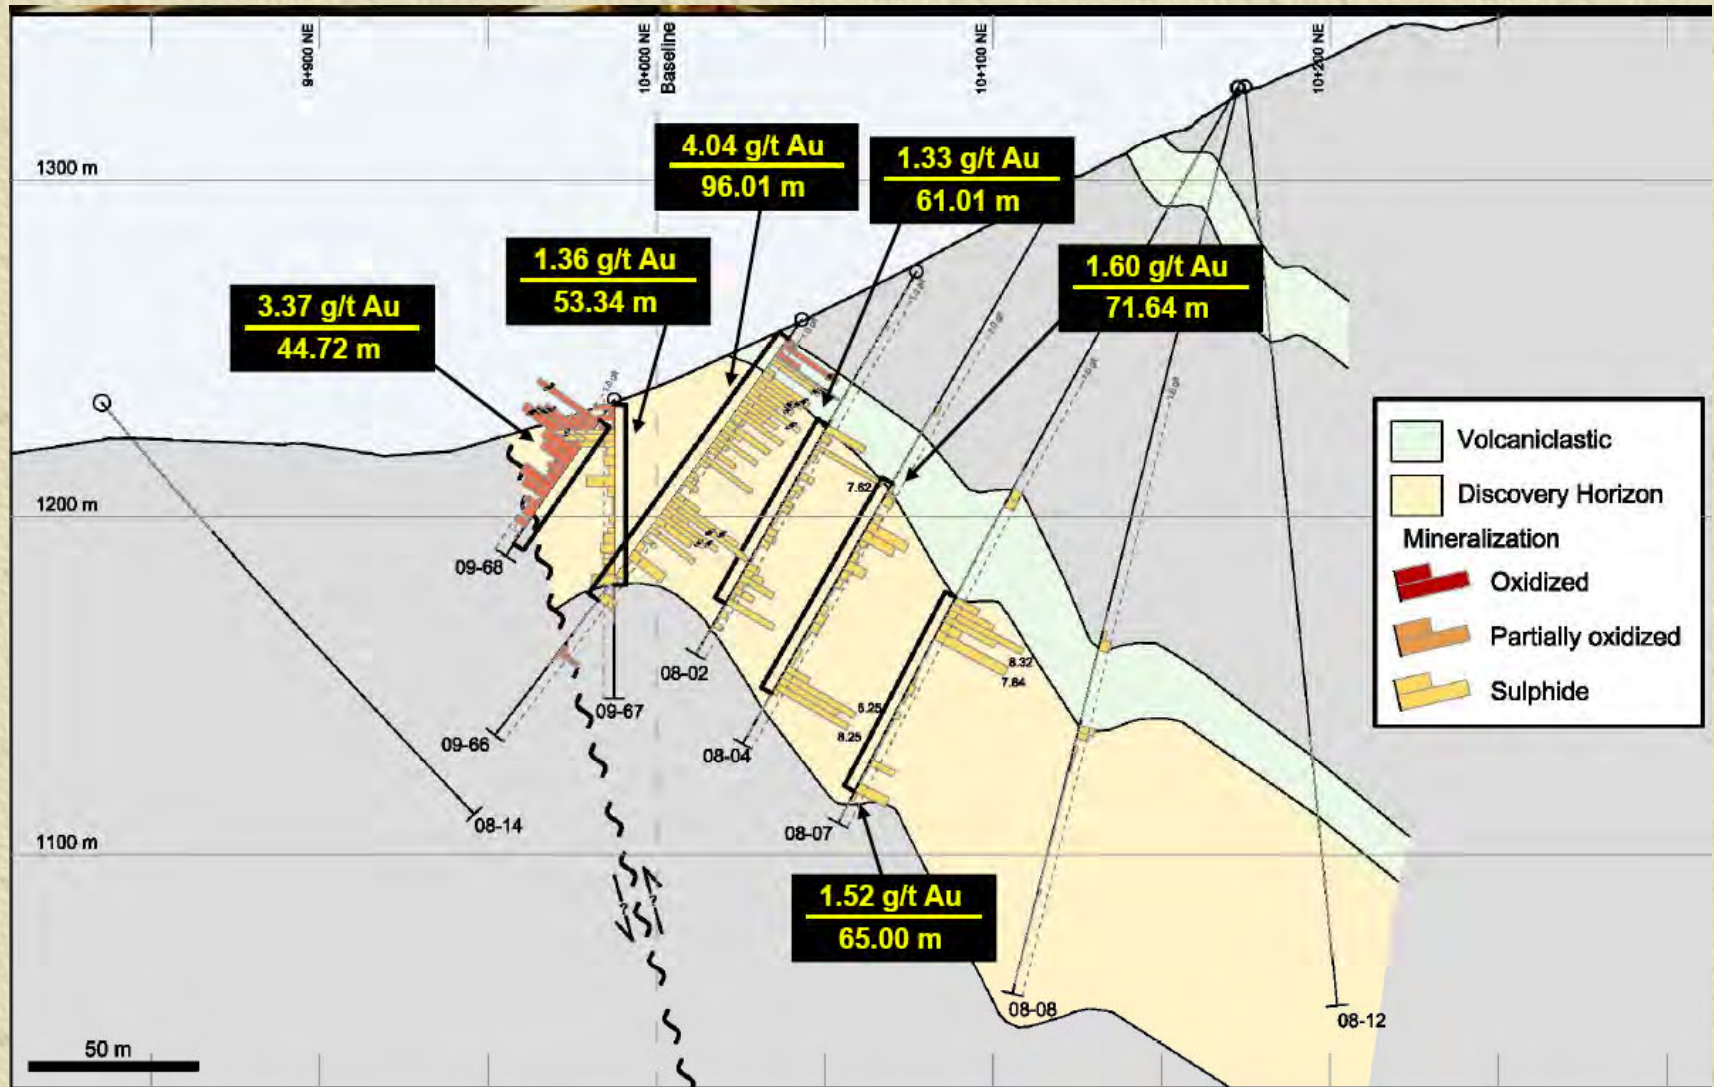 9+900 NE
10+000 NE
Baseline
10+100 NE
10+200 NE
1300 m
1200 m
1100 m
4.04 g/t Au
96.01 m
1.33 g/t Au
61.01 m
1.36 g/t Au
53.34 m
1.60 g/t Au
71.64 m
3.37 g/t Au
44.72 m
1.52 g/t Au
65.00 m
Volcaniclastic
Discovery Horizon
Mineralization
Oxidized
Partially oxidized
Sulphide
7.62
8.32
7.84
8.25
09-68
09-66
09-67
08-02
08-04
08-07
08-14
08-08
08-12
?
?
50 m